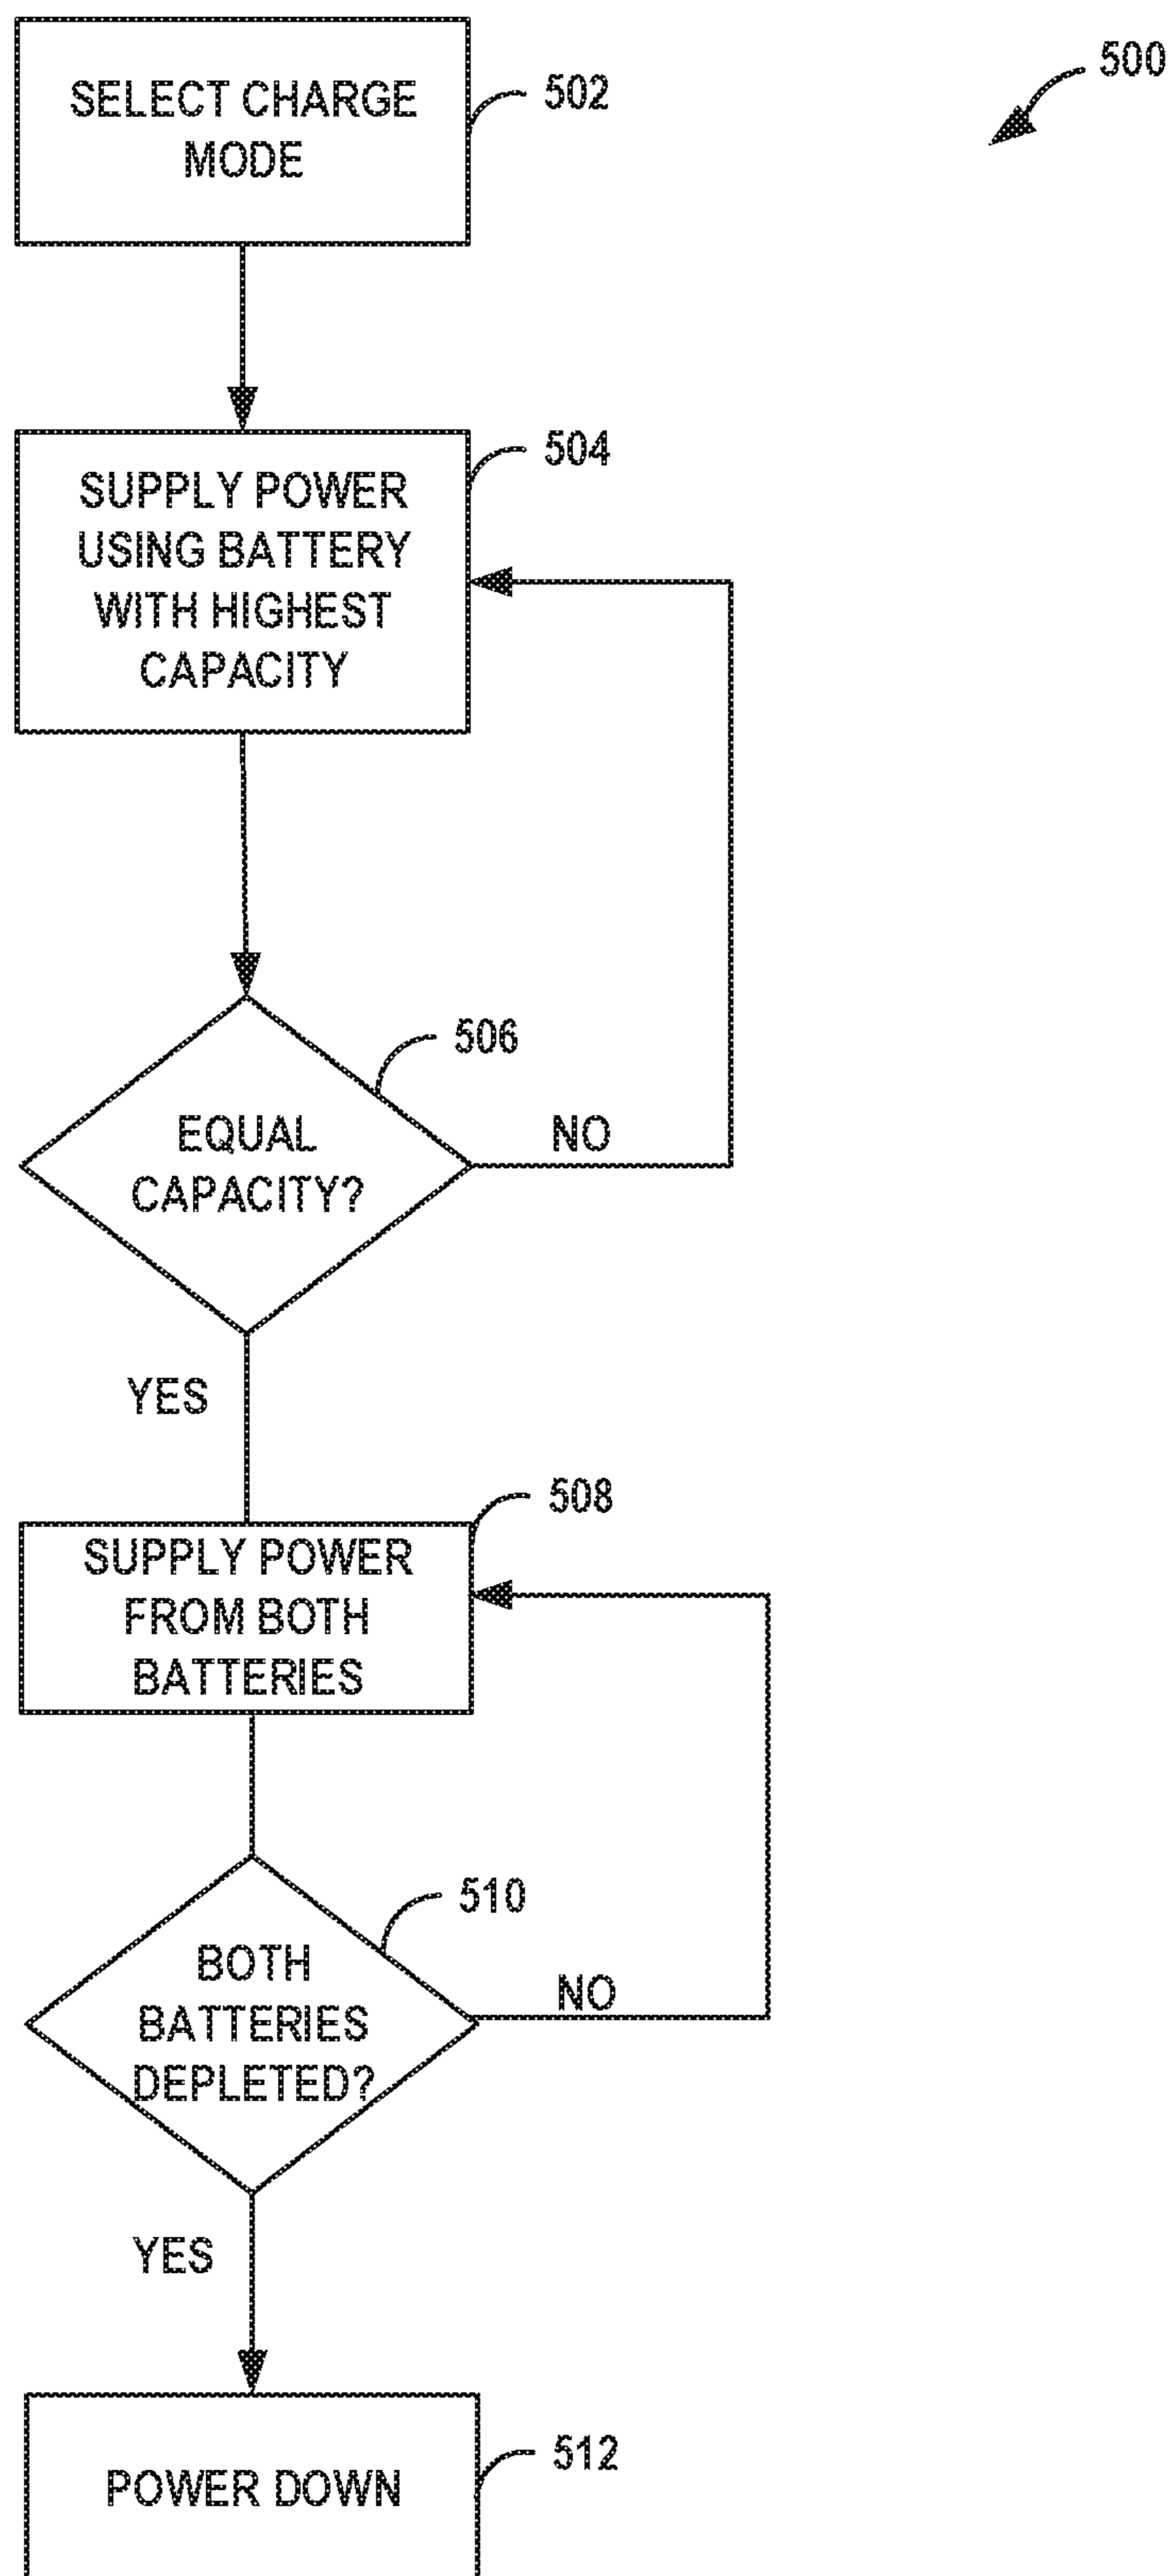 500
SELECT CHARGE
MODE
502
SUPPLY POWER
USING BATTERY
WITH HIGHEST
CAPACITY
504
EQUAL
CAPACITY?
506
NO
YES
SUPPLY POWER
FROM BOTH
BATTERIES
508
BOTH
BATTERIES
DEPLETED?
510
NO
YES
POWER DOWN
512